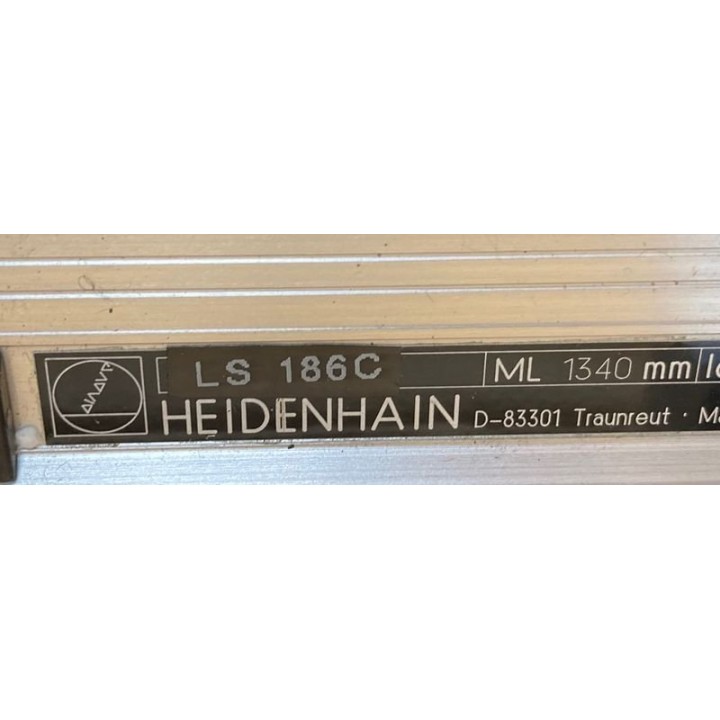 LS 186C ML 1340 mm
HEIDENHAIN D-83301 Traunreut ·